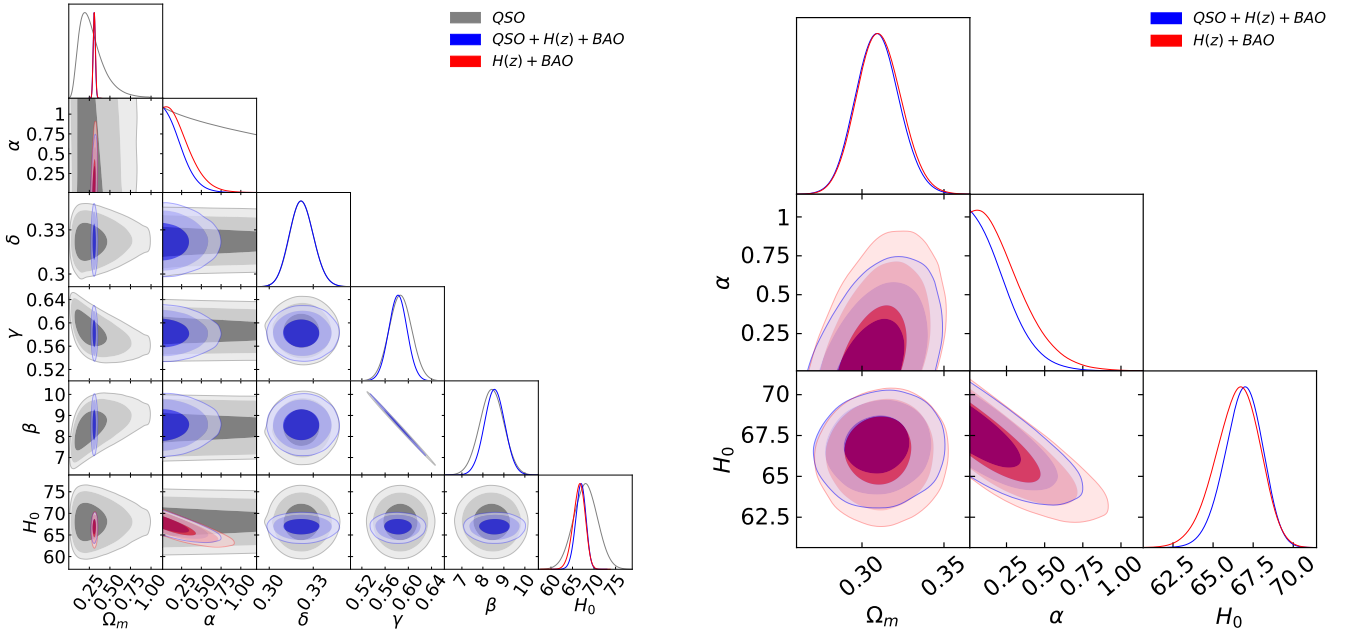 QSO
QSO + H(z) + BAO
H(z) + BAO
α
1
0.75
0.5
0.25
δ
0.33
0.3
γ
0.64
0.6
0.56
0.52
β
10
9
8
7
H0
75
70
65
60
0.25 0.50 0.75 1.00
0.25 0.50 0.75 1.00
0.30 0.33
0.52 0.56 0.60 0.64
7 8 9 10
60 65 70 75
Ωm α δ γ β H0
QSO + H(z) + BAO
H(z) + BAO
α
1
0.75
0.5
0.25
H0
70
67.5
65
62.5
0.30 0.35
0.25 0.50 0.75 1.00
62.5 65.0 67.5 70.0
Ωm α H0